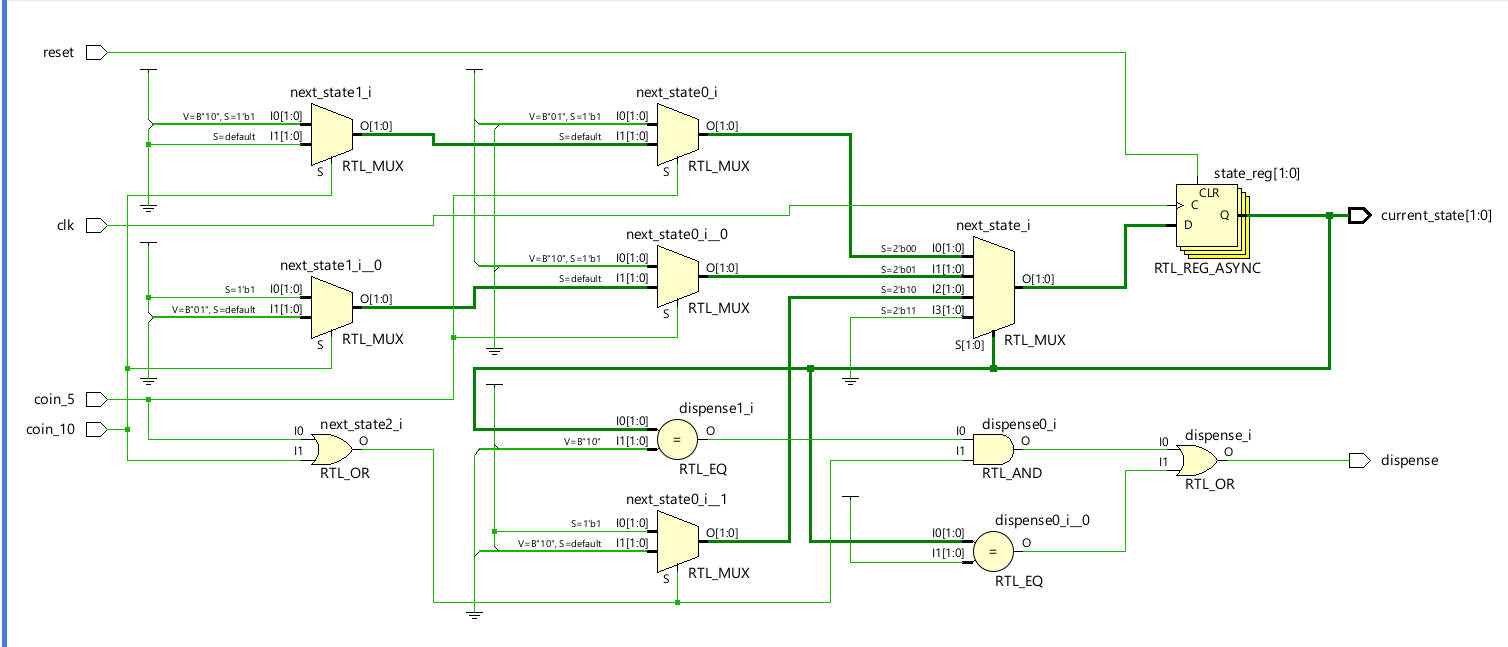 reset
next_state1_i
V=B"10", S=1'b1 I0[1:0]
S=default I1[1:0]
O[1:0]
S
RTL_MUX
next_state0_i
V=B"01", S=1'b1 I0[1:0]
S=default I1[1:0]
O[1:0]
S
RTL_MUX
state_reg[1:0]
CLR
C
Q
D
RTL_REG_ASYNC
current_state[1:0]
clk
next_state1_i__0
S=1'b1 I0[1:0]
V=B"01", S=default I1[1:0]
O[1:0]
S
RTL_MUX
next_state0_i__0
V=B"10", S=1'b1 I0[1:0]
S=default I1[1:0]
O[1:0]
S
RTL_MUX
next_state_i
S=2'b00 I0[1:0]
S=2'b01 I1[1:0]
S=2'b10 I2[1:0]
S=2'b11 I3[1:0]
O[1:0]
S[1:0]
RTL_MUX
coin_5
coin_10
next_state2_i
I0
I1
O
RTL_OR
dispense1_i
I0[1:0]
V=B"10" I1[1:0]
=
O
RTL_EQ
dispense0_i
I0
I1
O
RTL_AND
dispense_i
I0
I1
O
RTL_OR
dispense
next_state0_i__1
S=1'b1 I0[1:0]
V=B"10", S=default I1[1:0]
O[1:0]
S
RTL_MUX
dispense0_i__0
I0[1:0]
I1[1:0]
=
O
RTL_EQ